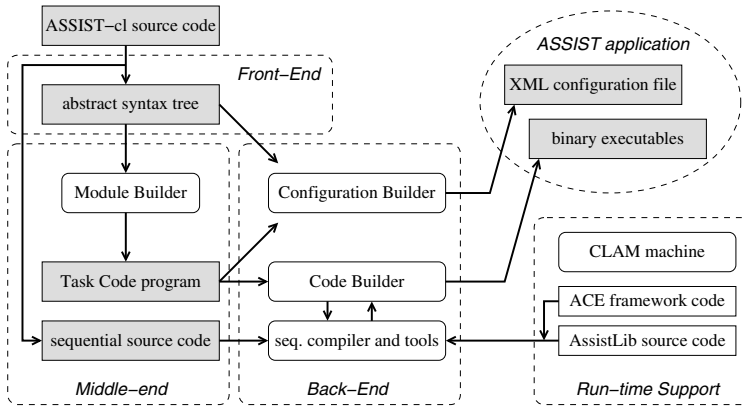 ASSIST−cl source code
ASSIST application
Front−End
XML configuration file
abstract syntax tree
binary executables
Module Builder
Configuration Builder
CLAM machine
Task Code program
Code Builder
ACE framework code
sequential source code
seq. compiler and tools
AssistLib source code
Middle−end
Back−End
Run−time Support